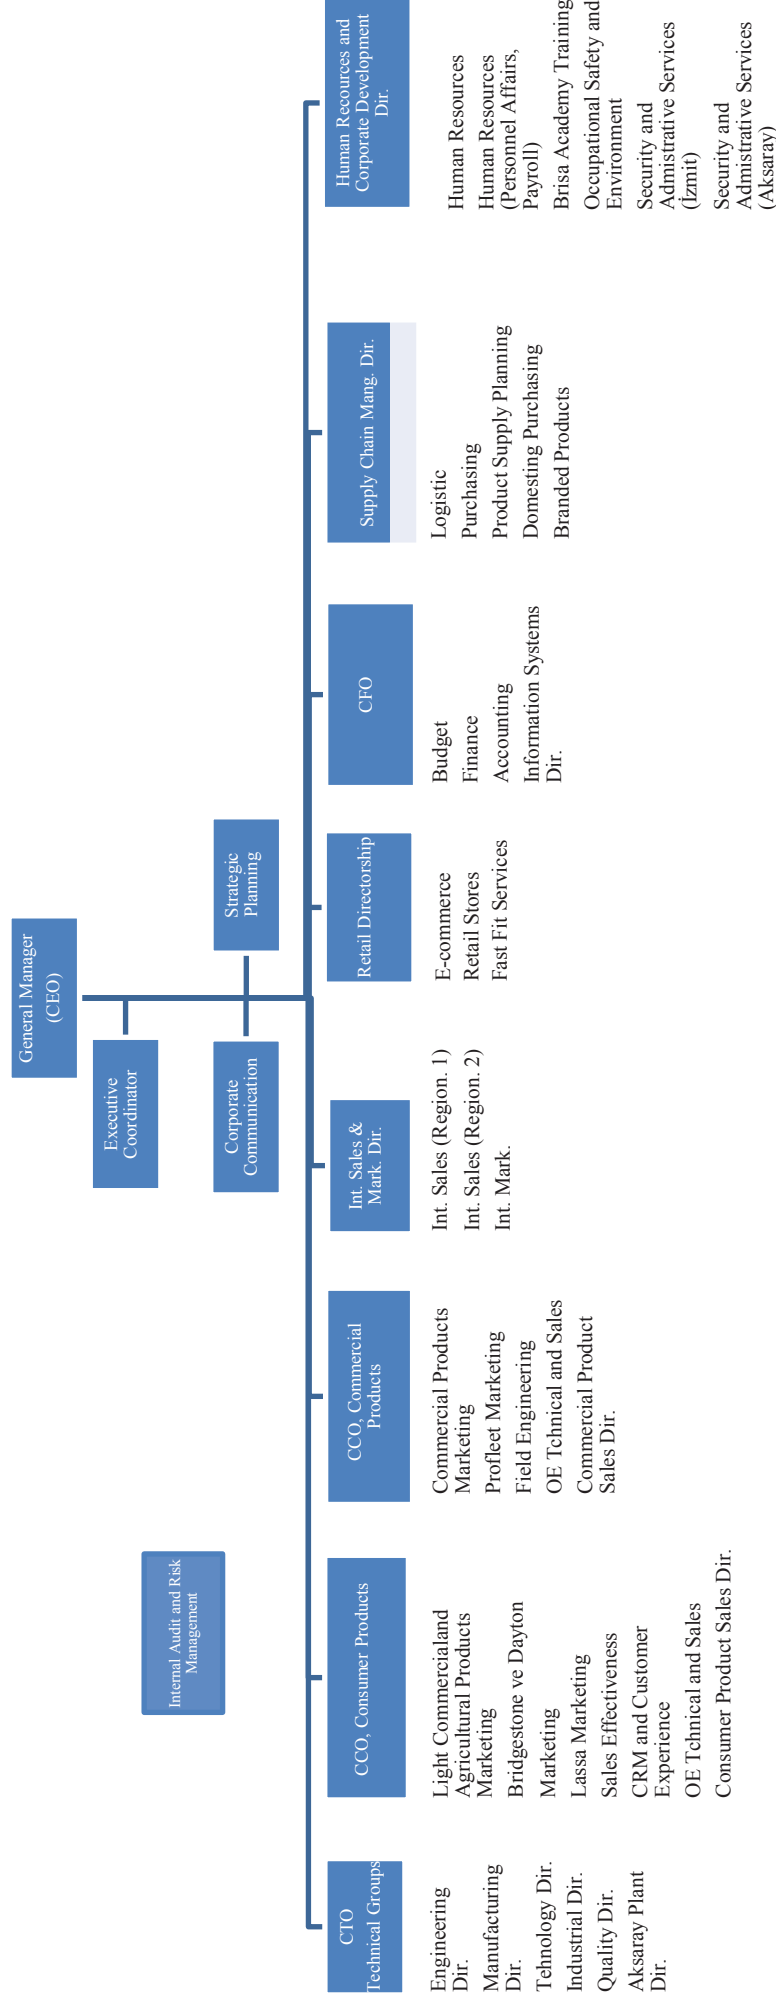 General Manager
(CEO)
Executive
Coordinator
Corporate
Communication
Strategic
Planning
Internal Audit and Risk
Management
CTO
Technical Groups
Engineering
Dir.
Manufacturing
Dir.
Tehnology Dir.
Industrial Dir.
Quality Dir.
Aksaray Plant
Dir.
CCO, Consumer Products
Light Commercialand
Agricultural Products
Marketing
Bridgestone ve Dayton
Marketing
Lassa Marketing
Sales Effectiveness
CRM and Customer
Experience
OE Tchnical and Sales
Consumer Product Sales Dir.
CCO, Commercial
Products
Commercial Products
Marketing
Profleet Marketing
Field Engineering
OE Tchnical and Sales
Commercial Product
Sales Dir.
Int. Sales &
Mark. Dir.
Int. Sales (Region. 1)
Int. Sales (Region. 2)
Int. Mark.
Retail Directorship
E-commerce
Retail Stores
Fast Fit Services
CFO
Budget
Finance
Accounting
Information Systems
Dir.
Supply Chain Mang. Dir.
Logistic
Purchasing
Product Supply Planning
Domesting Purchasing
Branded Products
Human Recources and
Corporate Development
Dir.
Human Resources
Human Resources
(Personnel Affairs,
Payroll)
Brisa Academy Training
Occupational Safety and
Environment
Security and
Admistrative Services
(İzmit)
Security and
Admistrative Services
(Aksaray)